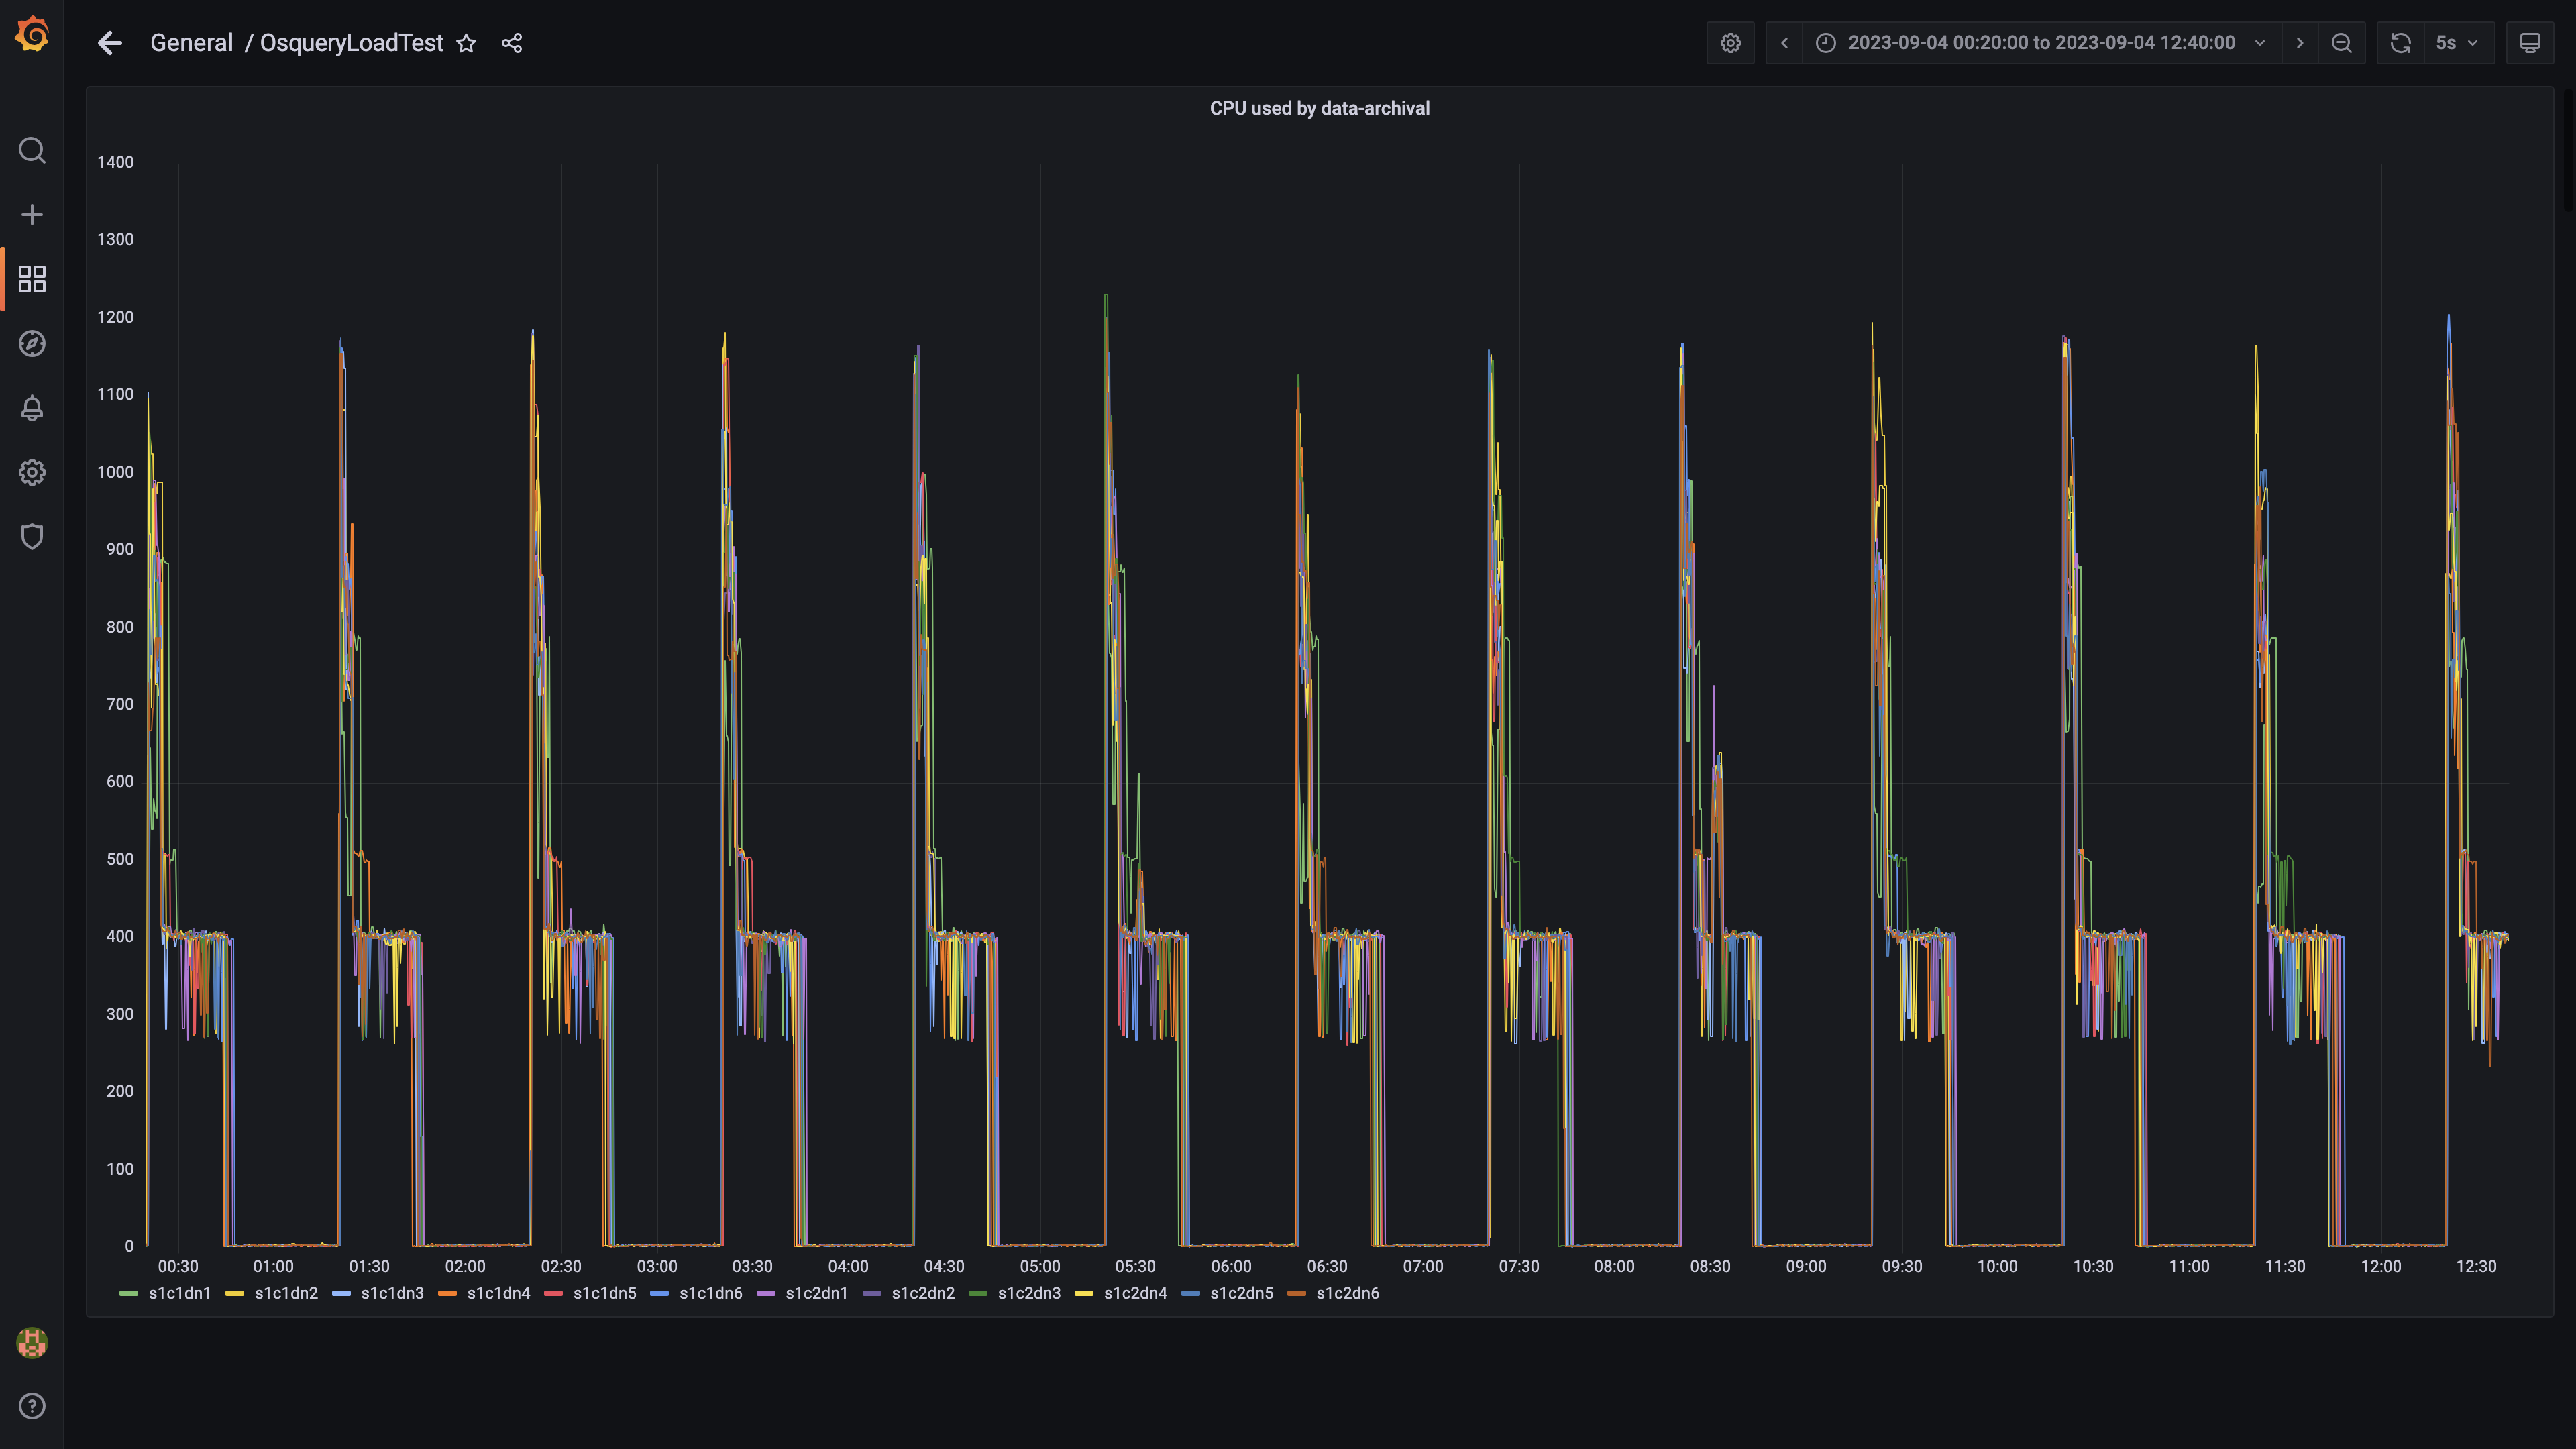 General / OsqueryLoadTest
2023-09-04 00:20:00 to 2023-09-04 12:40:00
5s
CPU used by data-archival
1400
1300
1200
1100
1000
900
800
700
600
500
400
300
200
100
0
00:30 01:00 01:30 02:00 02:30 03:00 03:30 04:00 04:30 05:00 05:30 06:00 06:30 07:00 07:30 08:00 08:30 09:00 09:30 10:00 10:30 11:00 11:30 12:00 12:30
s1c1dn1 s1c1dn2 s1c1dn3 s1c1dn4 s1c1dn5 s1c1dn6 s1c2dn1 s1c2dn2 s1c2dn3 s1c2dn4 s1c2dn5 s1c2dn6